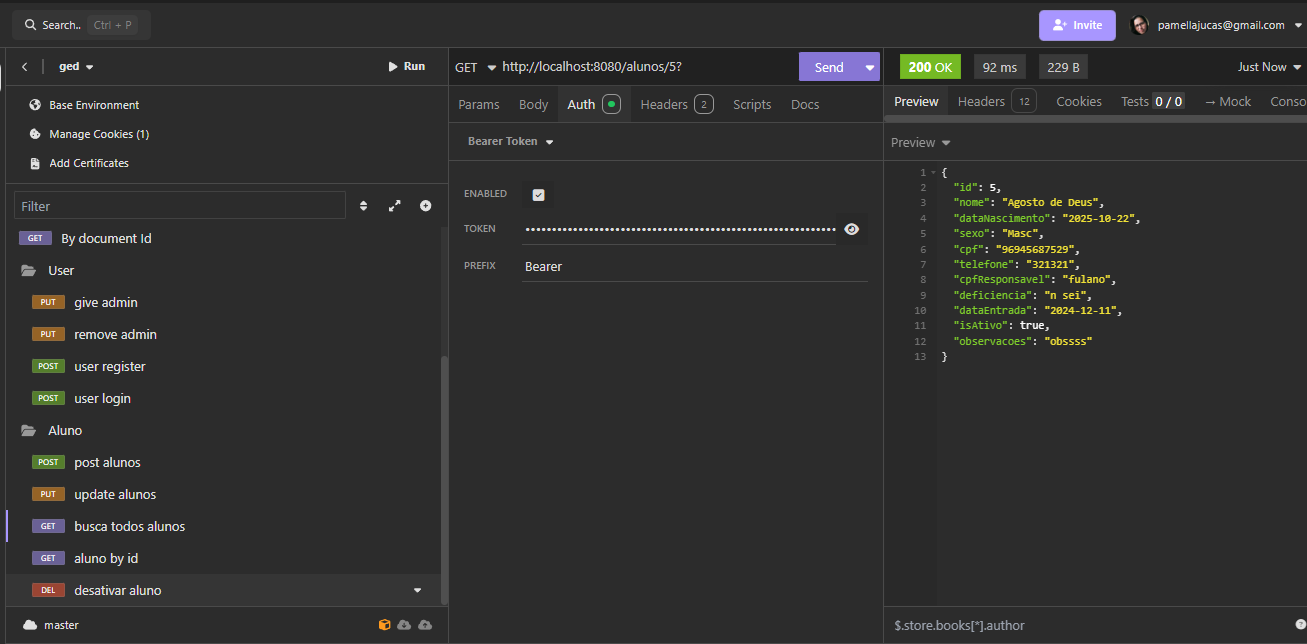 Search.. Ctrl + P
Invite
pamellajucas@gmail.com
ged
Run
Base Environment
Manage Cookies (1)
Add Certificates
Filter
GET By document Id
User
PUT give admin
PUT remove admin
POST user register
POST user login
Aluno
POST post alunos
PUT update alunos
GET busca todos alunos
GET aluno by id
DEL desativar aluno
master
GET http://localhost:8080/alunos/5? Send
Params Body Auth Headers 2 Scripts Docs
Bearer Token
ENABLED
TOKEN ••••••••••••••••••••••••••••••••••••••••••••••••••••••••
PREFIX Bearer
200 OK 92 ms 229 B Just Now
Preview Headers 12 Cookies Tests 0 / 0 → Mock Conso
Preview
1 {
2 "id": 5,
3 "nome": "Agosto de Deus",
4 "dataNascimento": "2025-10-22",
5 "sexo": "Masc",
6 "cpf": "96945687529",
7 "telefone": "321321",
8 "cpfResponsavel": "fulano",
9 "deficiencia": "n sei",
10 "dataEntrada": "2024-12-11",
11 "isAtivo": true,
12 "observacoes": "obssss"
13 }
$.store.books[*].author